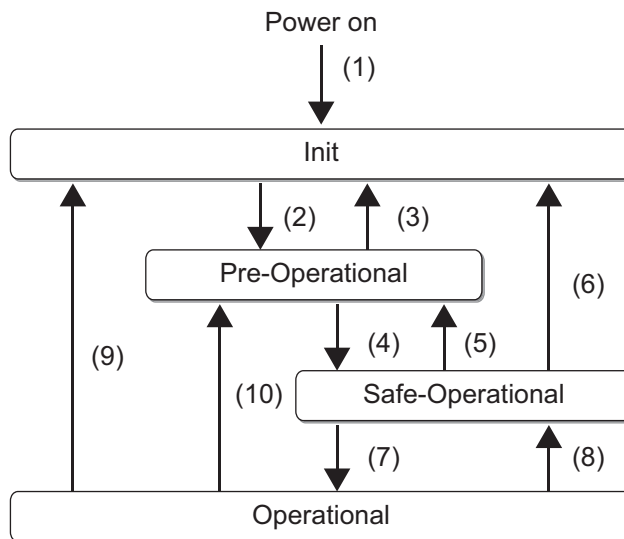 Power on
(1)
Init
(2)
(3)
Pre-Operational
(6)
(4)
(5)
(9)
(10)
Safe-Operational
(7)
(8)
Operational